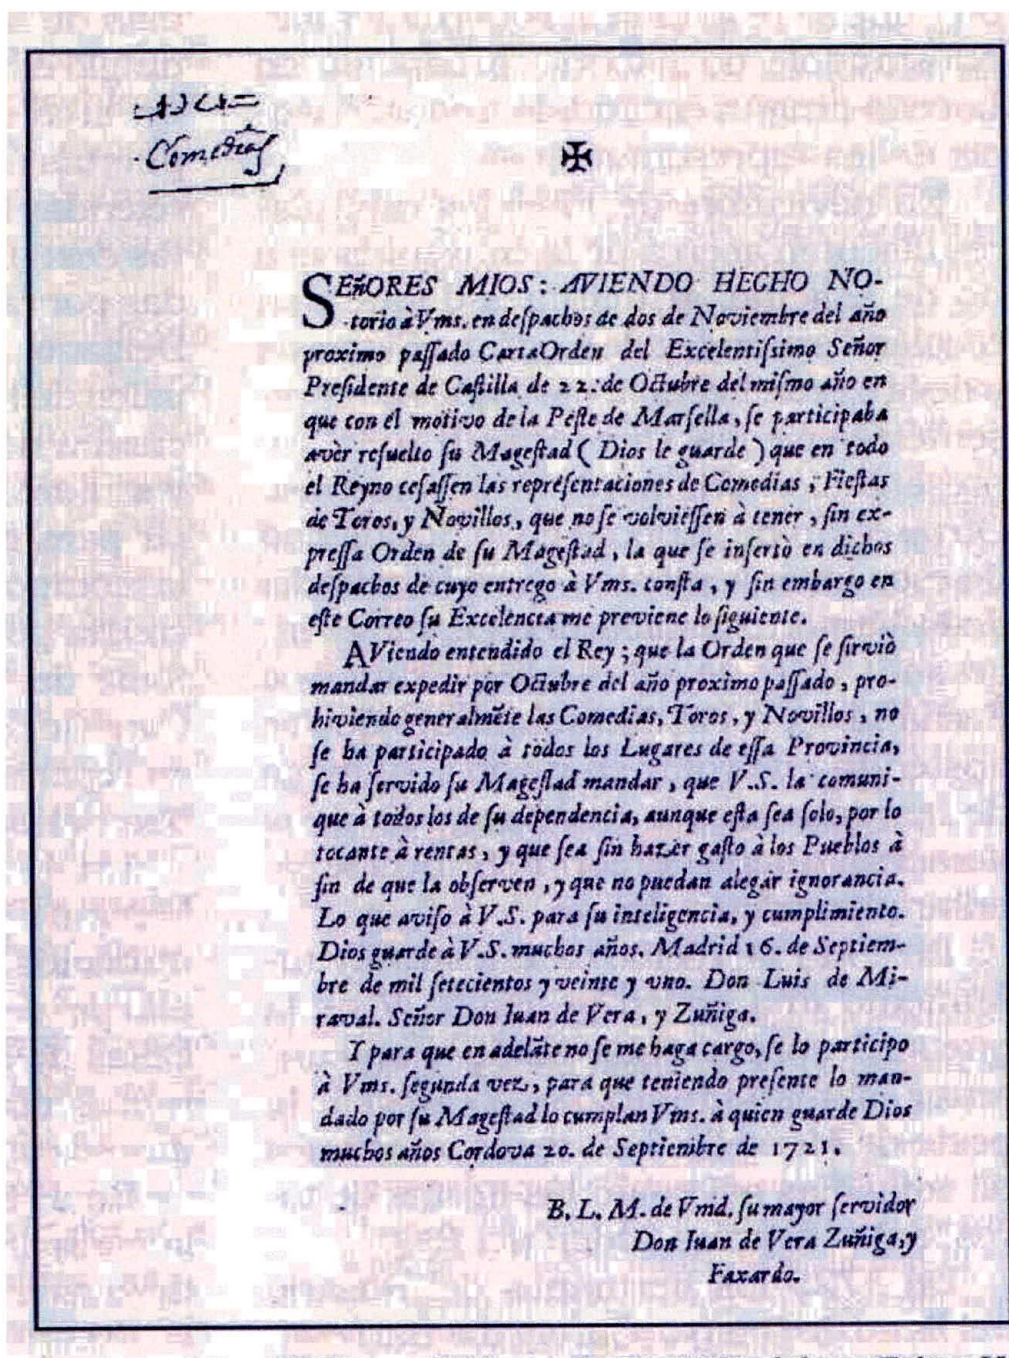 Comedias
✠
SEñORES MIOS: AVIENDO HECHO NO-
torio à Vms. en deſpachos de dos de Noviembre del año
proximo paſſado CartaOrden del Excelentiſsimo Señor
Preſidente de Caſtilla de 22. de Octubre del miſmo año en
que con el motivo de la Peſte de Marſella, ſe participaba
avèr reſuelto ſu Mageſtad ( Dios le guarde ) que en todo
el Reyno ceſaſſen las repreſentaciones de Comedias, Fieſtas
de Toros, y Novillos, que no ſe volvieſſen à tener, ſin ex-
preſſa Orden de ſu Mageſtad, la que ſe inſertò en dichos
deſpachos de cuyo entrego à Vms. conſta, y ſin embargo en
eſte Correo ſu Excelencia me previene lo ſiguiente.
AViendo entendido el Rey; que la Orden que ſe ſirviò
mandar expedir por Octubre del año proximo paſſado, pro-
hiviendo generalmẽte las Comedias, Toros, y Novillos, no
ſe ha participado à todos los Lugares de eſſa Provincia,
ſe ha ſervido ſu Mageſtad mandar, que V.S. la comuni-
que à todos los de ſu dependencia, aunque eſta ſea ſolo, por lo
tocante à rentas, y que ſea ſin hazer gaſto à los Pueblos à
fin de que la obſerven, y que no puedan alegar ignorancia.
Lo que aviſo à V.S. para ſu inteligencia, y cumplimiento.
Dios guarde à V.S. muchos años. Madrid 16. de Septiem-
bre de mil ſetecientos y veinte y vno. Don Luis de Mi-
raval. Señor Don Iuan de Vera, y Zuñiga.
Y para que en adelãte no ſe me haga cargo, ſe lo participo
à Vms. ſegunda vez, para que teniendo preſente lo man-
dado por ſu Mageſtad lo cumplan Vms. à quien guarde Dios
muchos años Cordova 20. de Septiembre de 1721.
B. L. M. de Vmd. ſu mayor ſervidor
Don Iuan de Vera Zuñiga, y
Faxardo.